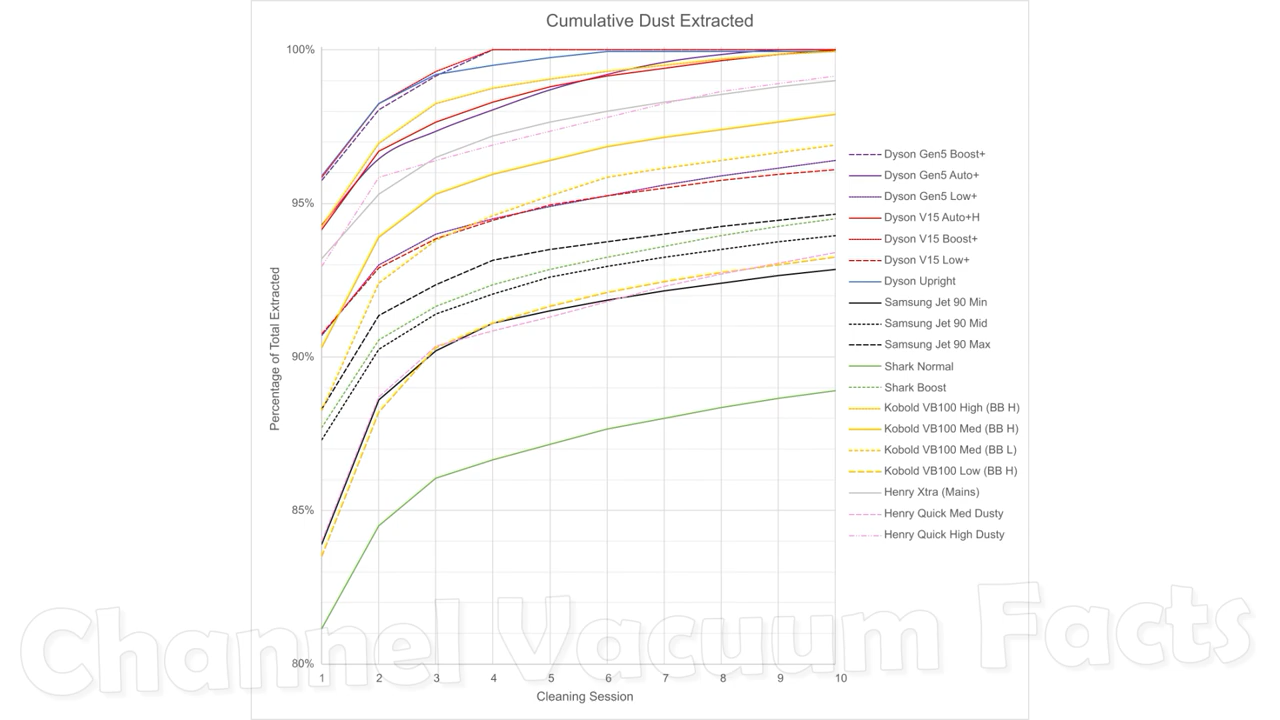 Cumulative Dust Extracted
100%
95%
90%
85%
80%
Percentage of Total Extracted
1 2 3 4 5 6 7 8 9 10
Cleaning Session
Dyson Gen5 Boost+
Dyson Gen5 Auto+
Dyson Gen5 Low+
Dyson V15 Auto+H
Dyson V15 Boost+
Dyson V15 Low+
Dyson Upright
Samsung Jet 90 Min
Samsung Jet 90 Mid
Samsung Jet 90 Max
Shark Normal
Shark Boost
Kobold VB100 High (BB H)
Kobold VB100 Med (BB H)
Kobold VB100 Med (BB L)
Kobold VB100 Low (BB H)
Henry Xtra (Mains)
Henry Quick Med Dusty
Henry Quick High Dusty
Channel Vacuum Facts